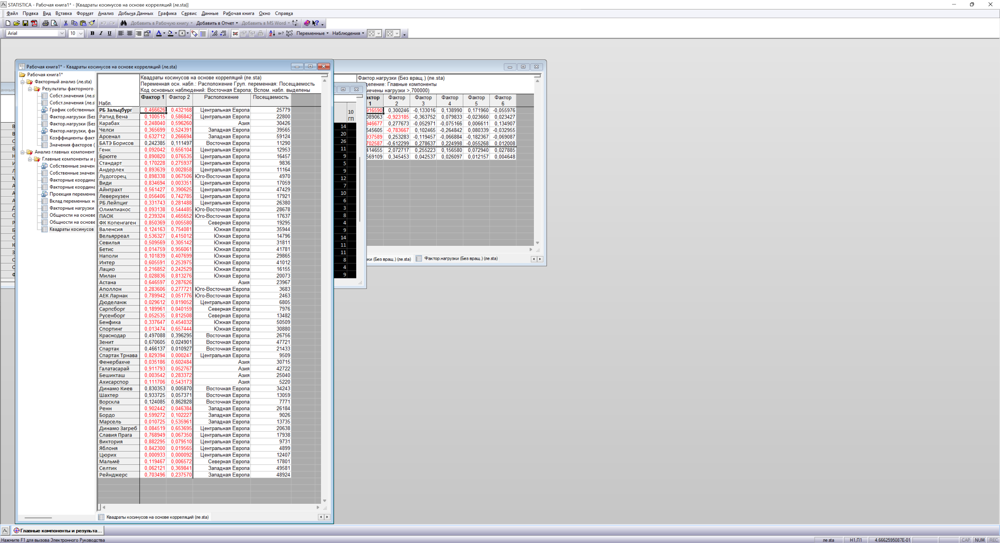 STATISTICA - Рабочая книга1* - [Квадраты косинусов на основе корреляций (ле.sta)]
Файл Правка Вид Вставка Формат Анализ Добыча Данных Графика Сервис Данные Рабочая книга Окно Справка
Добавить в Рабочую книгу Добавить в Отчет Добавить в MS Word
Arial 10 Переменные Наблюдения
Рабочая книга1* - Квадраты косинусов на основе корреляций (ле.sta)
Рабочая книга1*
Факторный анализ (ле.sta)
Результаты факторного
Собст.значения (ле.s
Собст.значения (ле.s
График собственных
Фактор.нагрузки (Без
Фактор.нагрузки (Без
Фактор.нагрузки, фак
Коэффициенты факт
Значения факторов (
Анализ главных компонент
Главные компоненты и
Собственные значен
Собственные значен
Факторные координа
Факторные координа
Проекция переменны
Вклад переменных н
Факторные нагрузки
Общности на основе
Общности на основе
Квадраты косинусов
Квадраты косинусов на основе корреляций (ле.sta)
Переменная осн. набл.: Расположение Груп. переменная: Посещаемость
Код основных наблюдений: Восточная Европа; Вспом. набл. выделены
Набл. Фактор 1 Фактор 2 Расположение Посещаемость
РБ Зальцбург 0,466626 0,432168 Центральная Европа 25779
Рапид Вена 0,100515 0,586842 Центральная Европа 22800
Карабах 0,248040 0,596260 Азия 30426
Челси 0,365699 0,524391 Западная Европа 39565
Арсенал 0,632712 0,266694 Западная Европа 59124
БАТЭ Борисов 0,242385 0,111497 Восточная Европа 11290
Генк 0,092042 0,656104 Центральная Европа 12953
Брюгге 0,890820 0,076535 Центральная Европа 16457
Стандарт 0,170228 0,275937 Центральная Европа 9836
Андерлех 0,893639 0,002858 Центральная Европа 11164
Лудогорец 0,898338 0,067506 Юго-Восточная Европа 4970
Види 0,834694 0,003351 Центральная Европа 17059
Айнтрахт 0,561427 0,390625 Центральная Европа 47429
Леверкузен 0,056406 0,742785 Центральная Европа 17921
РБ Лейпциг 0,331743 0,281488 Центральная Европа 26380
Олимпиакос 0,093138 0,544485 Юго-Восточная Европа 28678
ПАОК 0,239324 0,465652 Юго-Восточная Европа 17637
ФК Копенгаген 0,850369 0,005580 Северная Европа 19295
Валенсия 0,124163 0,754081 Южная Европа 35944
Вельярреал 0,536327 0,415012 Южная Европа 14796
Севилья 0,509569 0,305142 Южная Европа 31811
Бетис 0,014759 0,956061 Южная Европа 41781
Наполи 0,101839 0,407699 Южная Европа 29865
Интер 0,605591 0,253975 Южная Европа 41012
Лацио 0,216852 0,242529 Южная Европа 16155
Милан 0,028836 0,813276 Южная Европа 20073
Астана 0,646597 0,287626 Азия 23967
Аполлон 0,283606 0,277721 Юго-Восточная Европа 3683
АЕК Ларнак 0,789942 0,051776 Юго-Восточная Европа 2463
Дюделанж 0,029612 0,819052 Центральная Европа 6805
Сарпсборг 0,189961 0,040159 Северная Европа 7976
Русенборг 0,052535 0,812508 Северная Европа 13482
Бенфика 0,337647 0,454032 Южная Европа 50509
Спортинг 0,013474 0,657444 Южная Европа 30880
Краснодар 0,497088 0,396295 Восточная Европа 26756
Зенит 0,670605 0,024901 Восточная Европа 47721
Спартак 0,466137 0,010927 Восточная Европа 21433
Спартак Трнава 0,829394 0,000247 Центральная Европа 9509
Фенербахче 0,035186 0,602484 Азия 30715
Галатасарай 0,911793 0,052767 Азия 42722
Бешикташ 0,003542 0,283372 Азия 25040
Ахисарспор 0,111706 0,543173 Азия 5220
Динамо Киев 0,830353 0,005870 Восточная Европа 34243
Шахтер 0,933725 0,057371 Восточная Европа 13059
Ворскла 0,124085 0,862828 Восточная Европа 7771
Ренн 0,902442 0,046384 Западная Европа 26184
Бордо 0,599272 0,102227 Западная Европа 9026
Марсель 0,010725 0,535961 Западная Европа 13735
Динамо Загреб 0,084519 0,653695 Центральная Европа 20638
Славия Прага 0,768949 0,067350 Центральная Европа 17938
Виктория 0,882295 0,079510 Центральная Европа 9731
Яблоня 0,842300 0,019565 Центральная Европа 4899
Цюрих 0,000933 0,000092 Центральная Европа 12407
Мальмё 0,119467 0,006572 Северная Европа 17801
Селтик 0,062121 0,369841 Западная Европа 49581
Рейнджерс 0,703496 0,237570 Западная Европа 48924
Квадраты косинусов на основе корреляций (ле.sta)
10
ГП
14
20
26
11
9
5
9
12
7
10
6
3
8
4
9
14
11
11
8
4
9
Фактор.нагрузки (Без вращ.) (ле.sta)
еление: Главные компоненты
мечены нагрузки >,700000)
актор 1 Фактор 2 Фактор 3 Фактор 4 Фактор 5 Фактор 6
916590 0,300246 -0,133016 0,138990 0,171960 -0,055976
089063 -0,923185 -0,363752 0,079833 -0,023660 0,023427
946677 0,277673 -0,052971 -0,075166 0,006611 0,134907
545605 -0,783667 0,102465 -0,264842 0,080339 -0,032955
937589 0,253283 -0,119457 -0,066884 -0,182367 -0,069087
702587 -0,612299 0,278637 0,224998 -0,055268 0,012008
414655 2,072717 0,255223 0,156580 0,072940 0,027885
569109 0,345453 0,042537 0,026097 0,012157 0,004648
ки (Без вращ.) (ле.sta) Фактор.нагрузки (Без вращ.) (ле.sta)
Главные компоненты и результа...
Нажмите F1 для вызова Электронного Руководства ле.sta Н1,П1 4,6662595087E-01 CAP NUM REC